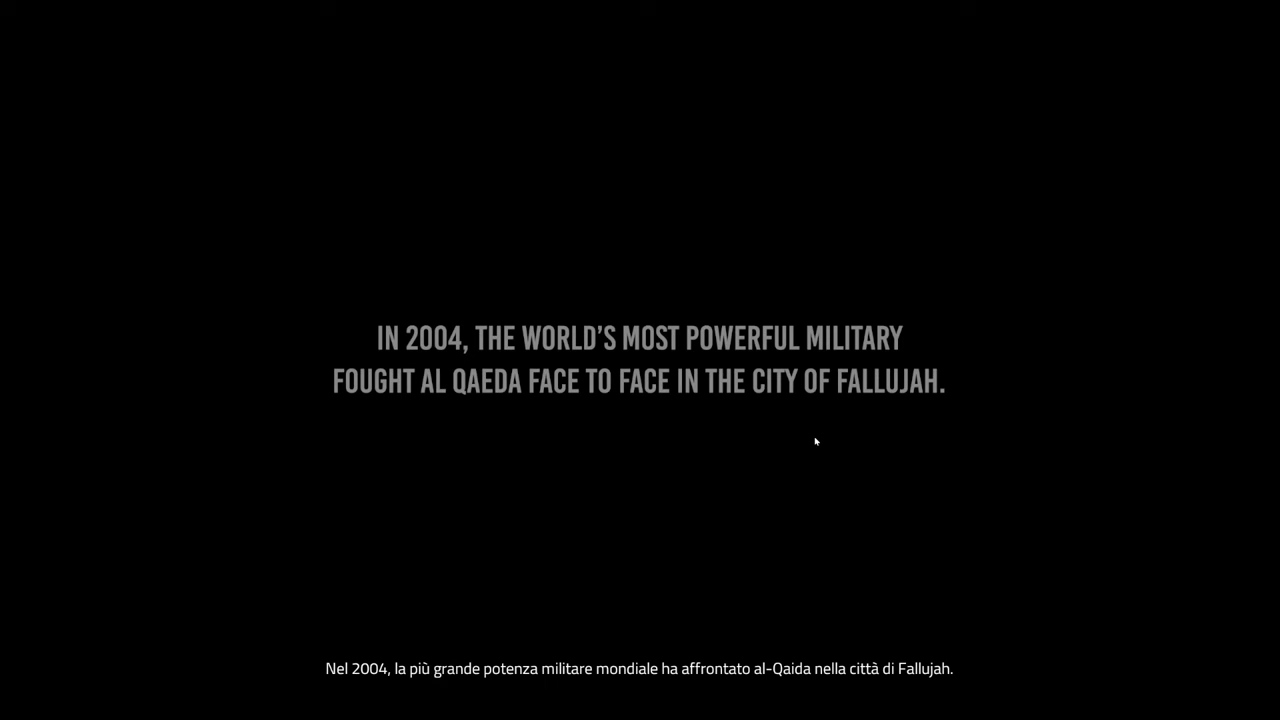 IN 2004, THE WORLD'S MOST POWERFUL MILITARY
FOUGHT AL QAEDA FACE TO FACE IN THE CITY OF FALLUJAH.
Nel 2004, la più grande potenza militare mondiale ha affrontato al-Qaida nella città di Fallujah.